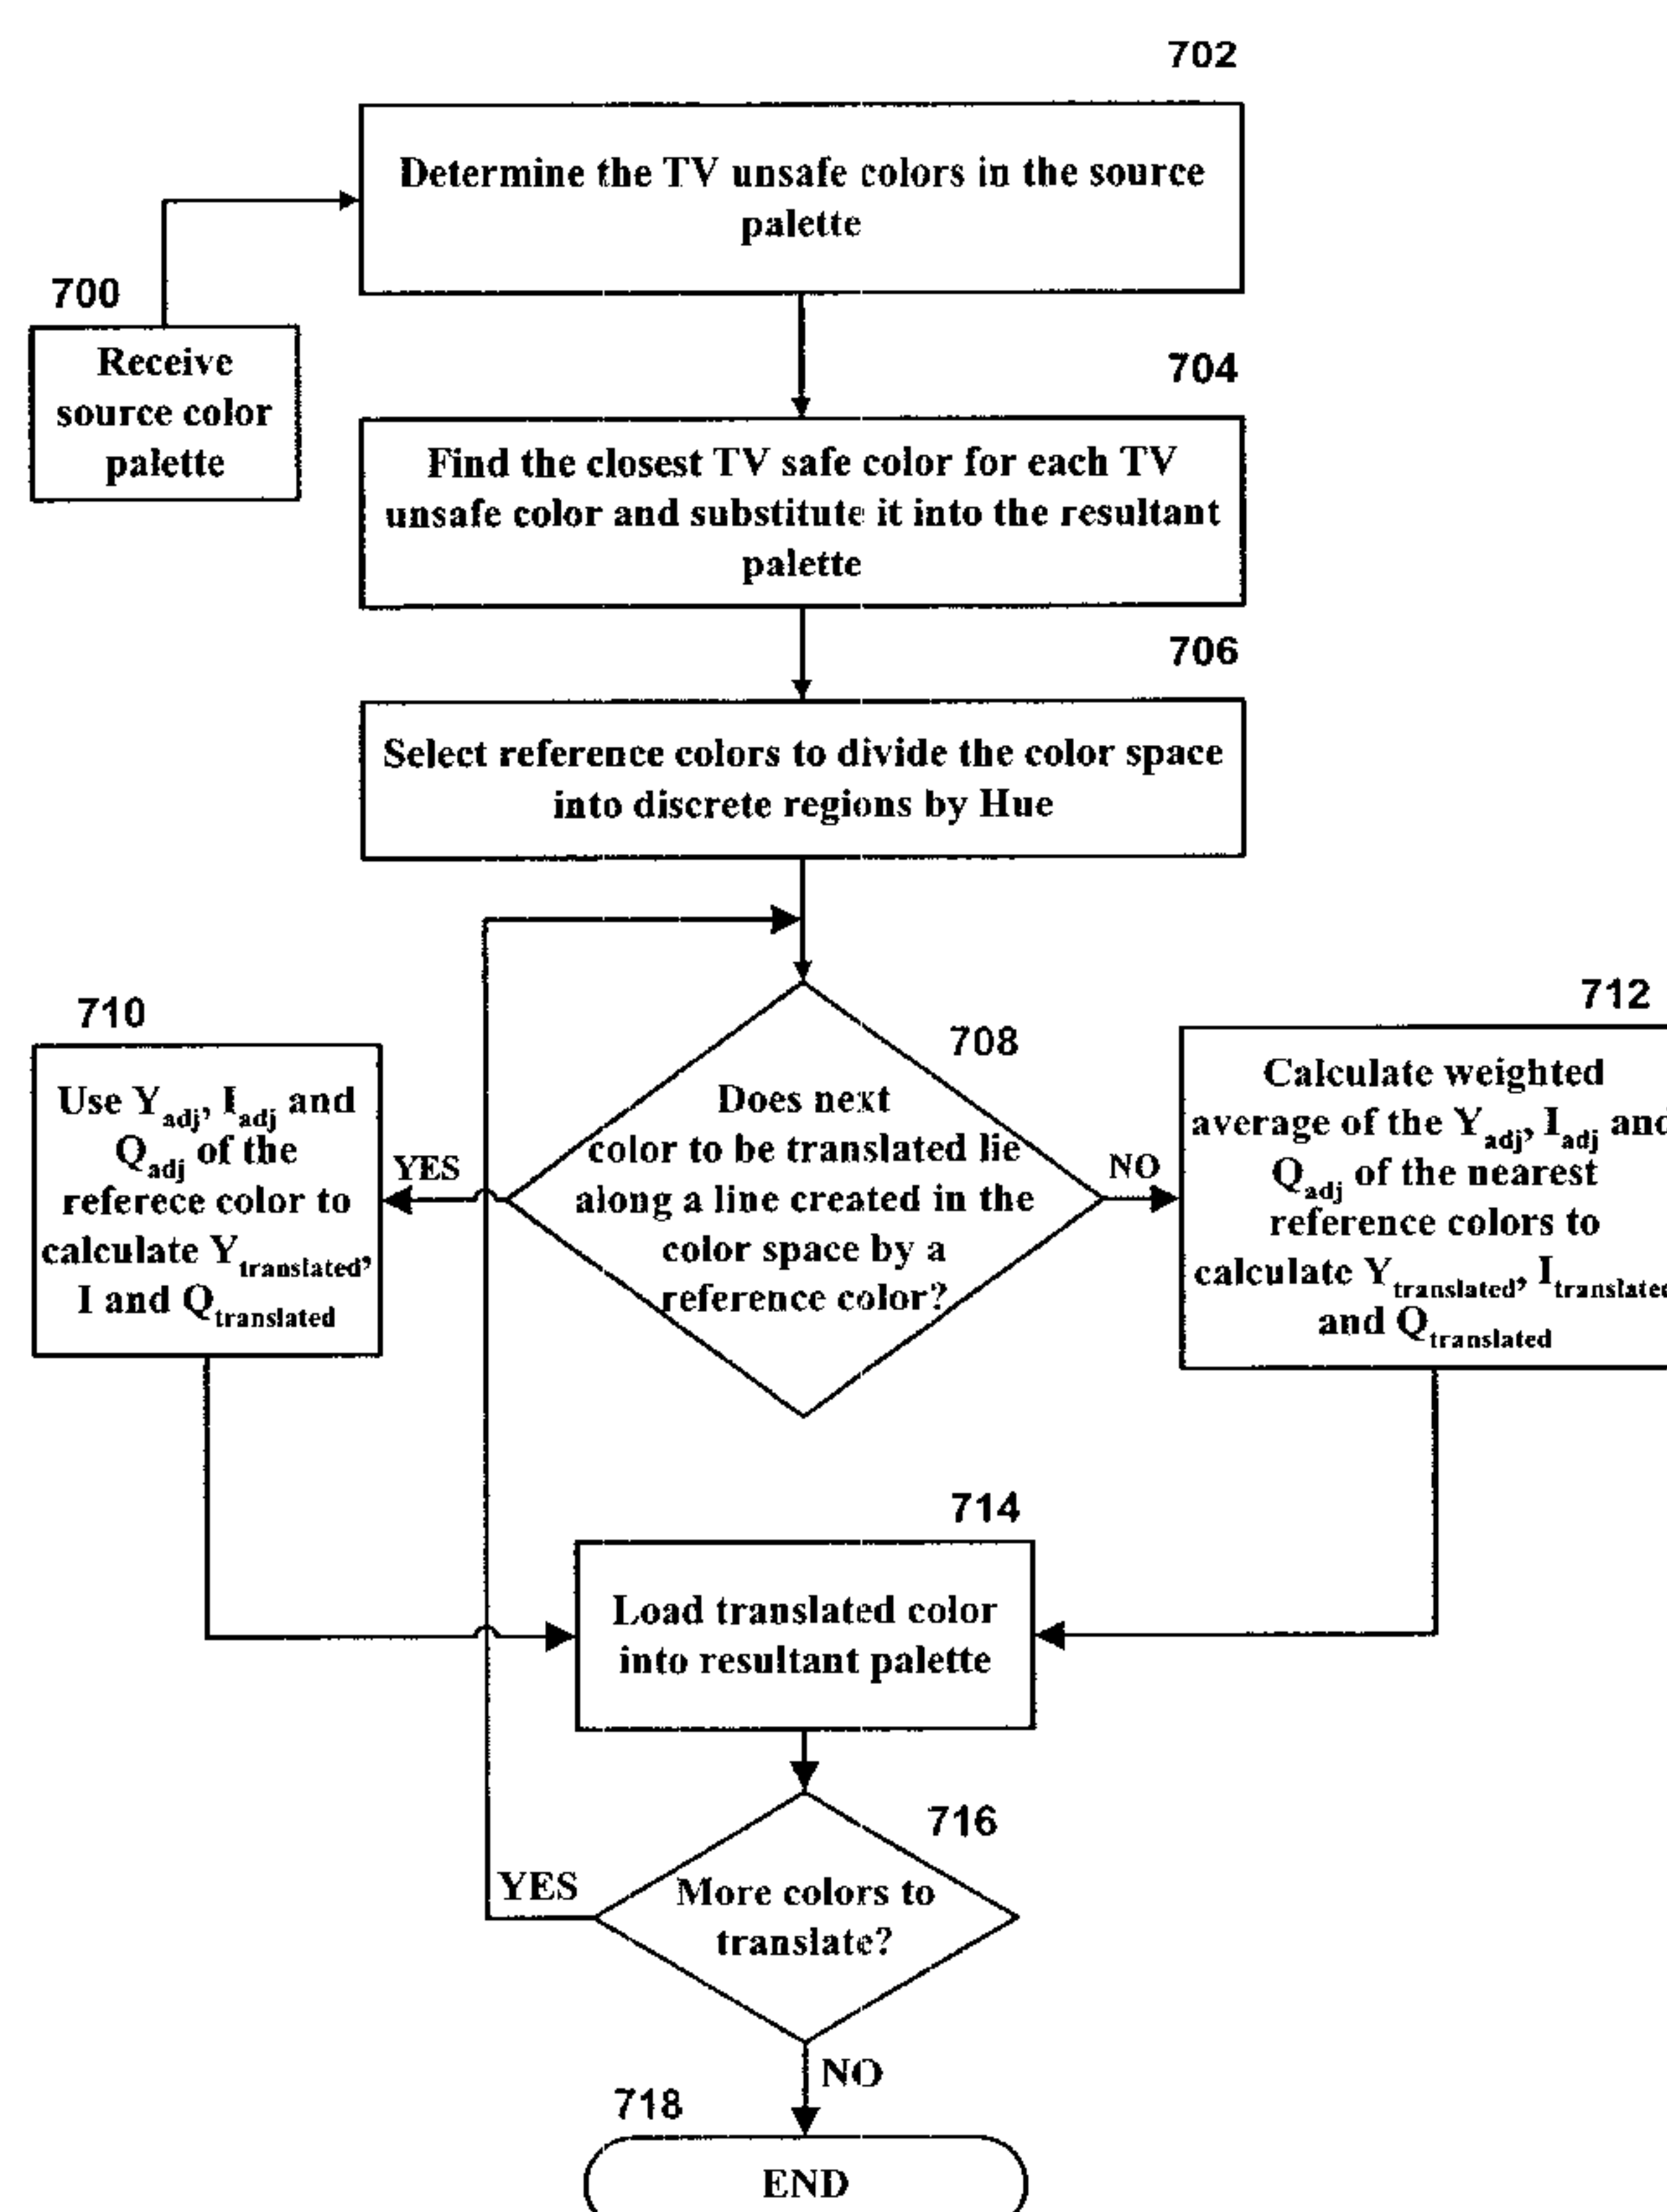 702
Determine the TV unsafe colors in the source
palette
700
Receive
source color
palette
704
Find the closest TV safe color for each TV
unsafe color and substitute it into the resultant
palette
706
Select reference colors to divide the color space
into discrete regions by Hue
708
Does next
color to be translated lie
along a line created in the
color space by a
reference color?
YES
NO
710
Use Yadj, Iadj and
Qadj of the
referece color to
calculate Ytranslated,
I and Qtranslated
712
Calculate weighted
average of the Yadj, Iadj and
Qadj of the nearest
reference colors to
calculate Ytranslated, Itranslated
and Qtranslated
714
Load translated color
into resultant palette
716
More colors to
translate?
YES
NO
718
END